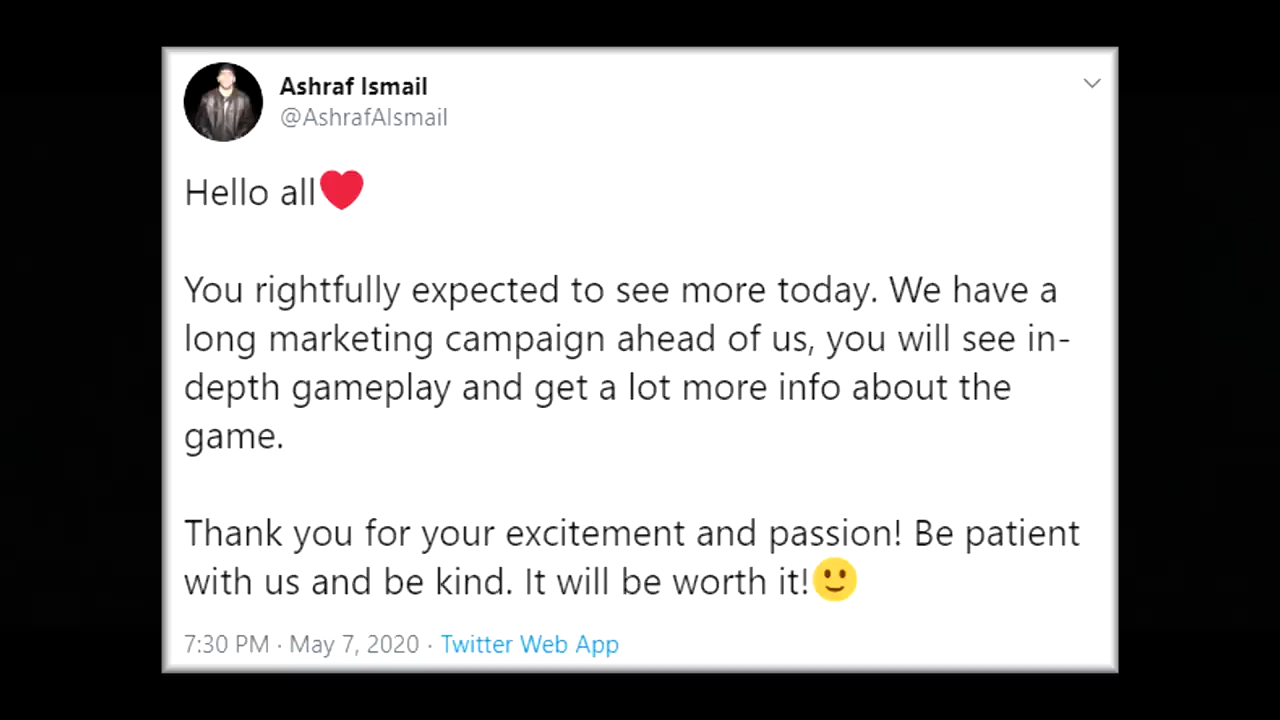 Ashraf Ismail
@AshrafAIsmail
Hello all❤
You rightfully expected to see more today. We have a
long marketing campaign ahead of us, you will see in-
depth gameplay and get a lot more info about the
game.
Thank you for your excitement and passion! Be patient
with us and be kind. It will be worth it!🙂
7:30 PM · May 7, 2020 · Twitter Web App